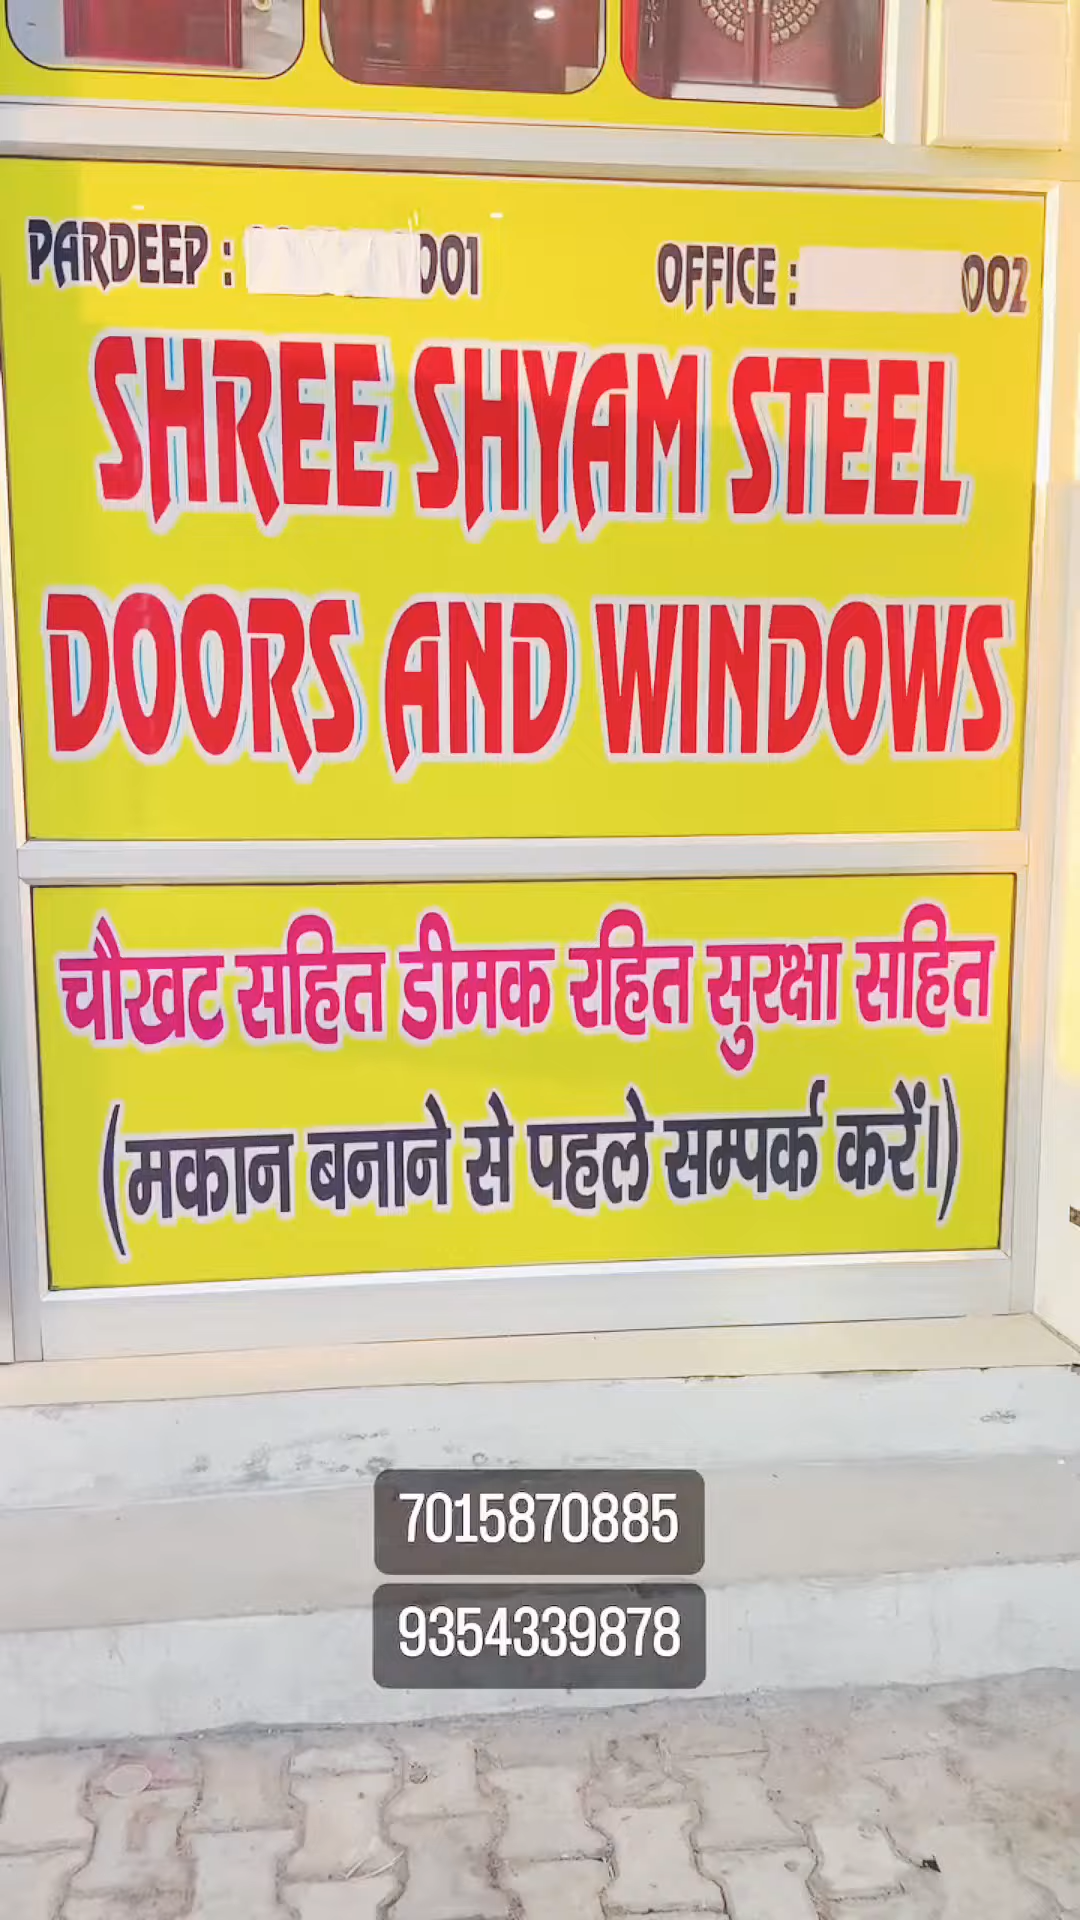 PARDEEP : 001 OFFICE : 002
SHREE SHYAM STEEL
DOORS AND WINDOWS
चौखट सहित डीमक रहित सुरक्षा सहित
(मकान बनाने से पहले सम्पर्क करें।)
7015870885
9354339878